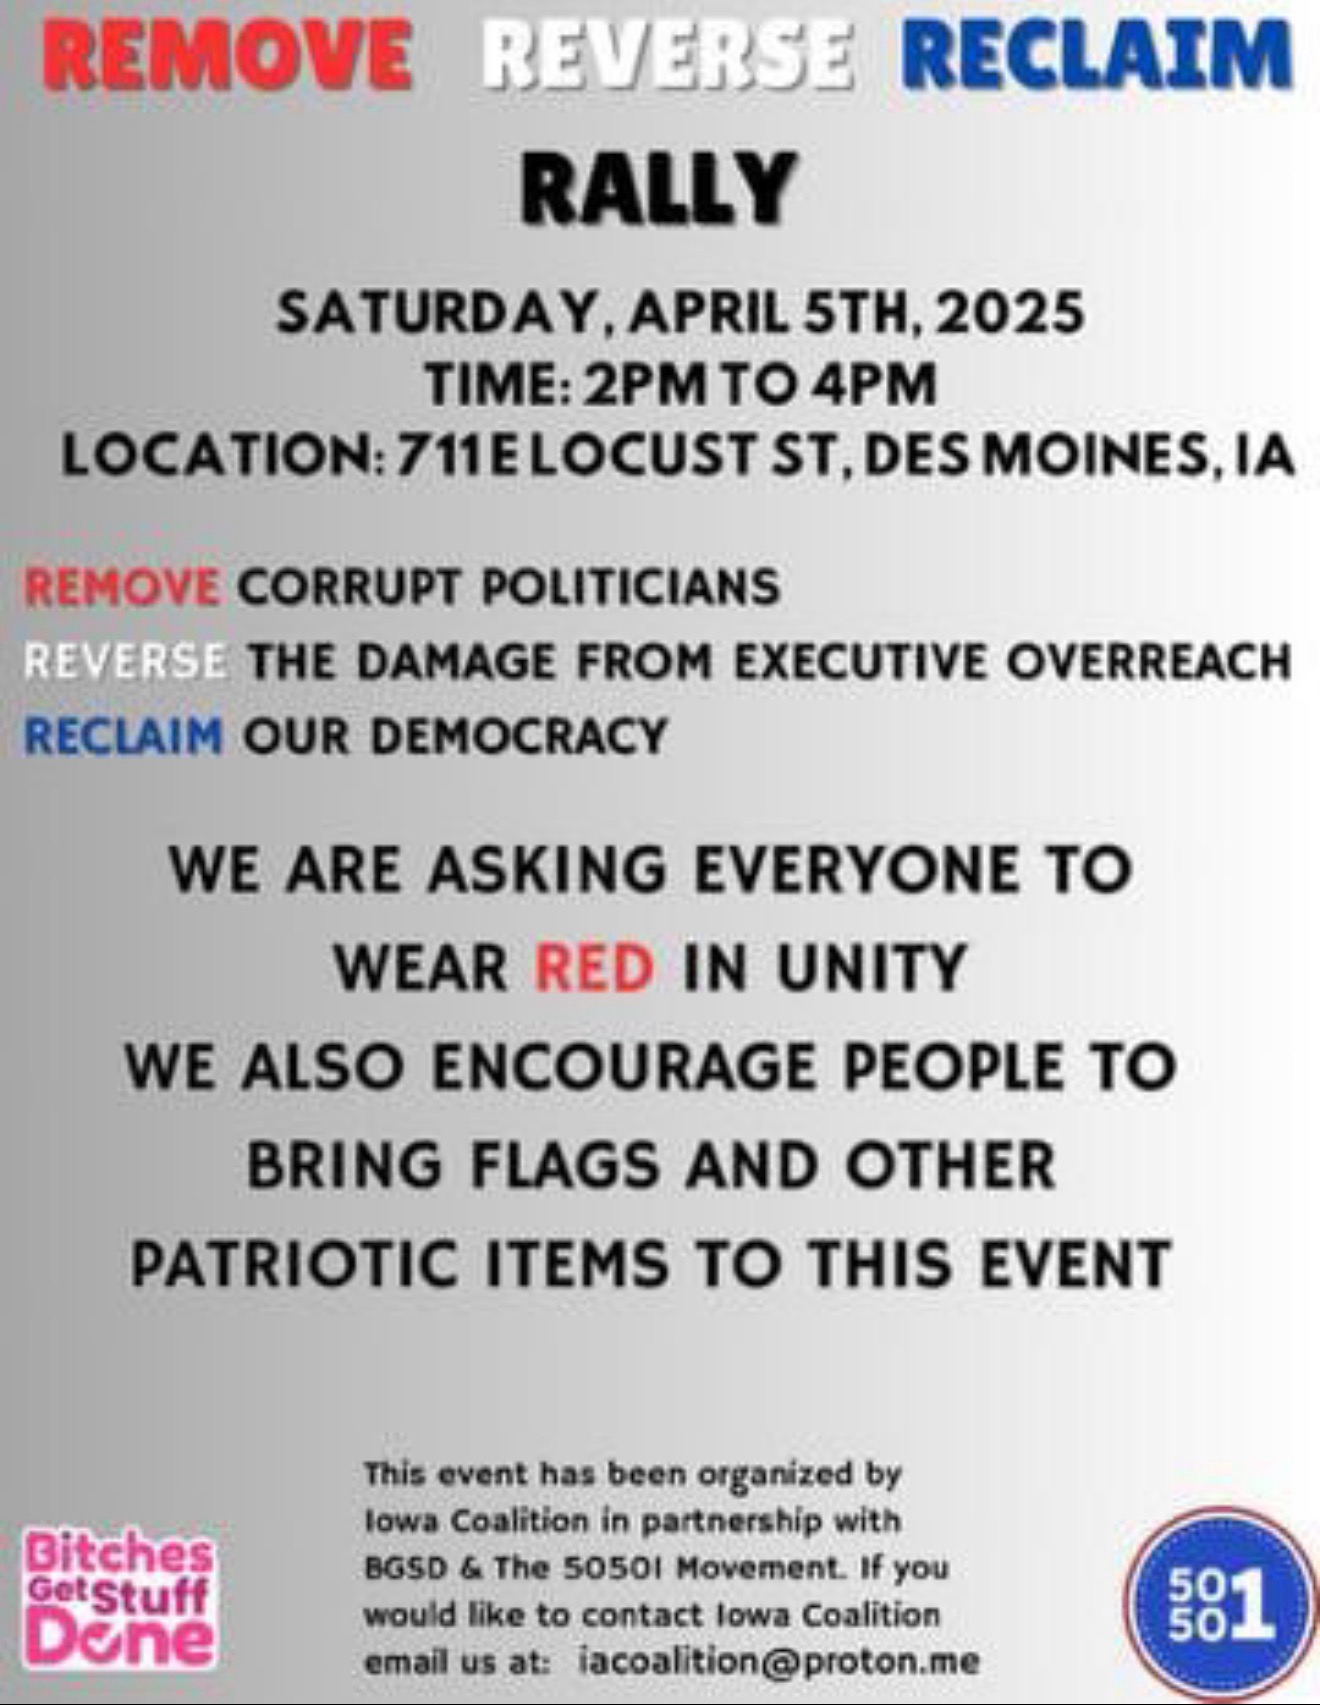 REMOVE REVERSE RECLAIM
RALLY
SATURDAY, APRIL 5TH, 2025
TIME: 2PM TO 4PM
LOCATION: 711 E LOCUST ST, DES MOINES, IA
REMOVE CORRUPT POLITICIANS
REVERSE THE DAMAGE FROM EXECUTIVE OVERREACH
RECLAIM OUR DEMOCRACY
WE ARE ASKING EVERYONE TO
WEAR RED IN UNITY
WE ALSO ENCOURAGE PEOPLE TO
BRING FLAGS AND OTHER
PATRIOTIC ITEMS TO THIS EVENT
This event has been organized by
Iowa Coalition in partnership with
BGSD & The 50501 Movement. If you
would like to contact Iowa Coalition
email us at: iacoalition@proton.me
Bitches
Get Stuff
Done
50
50
1